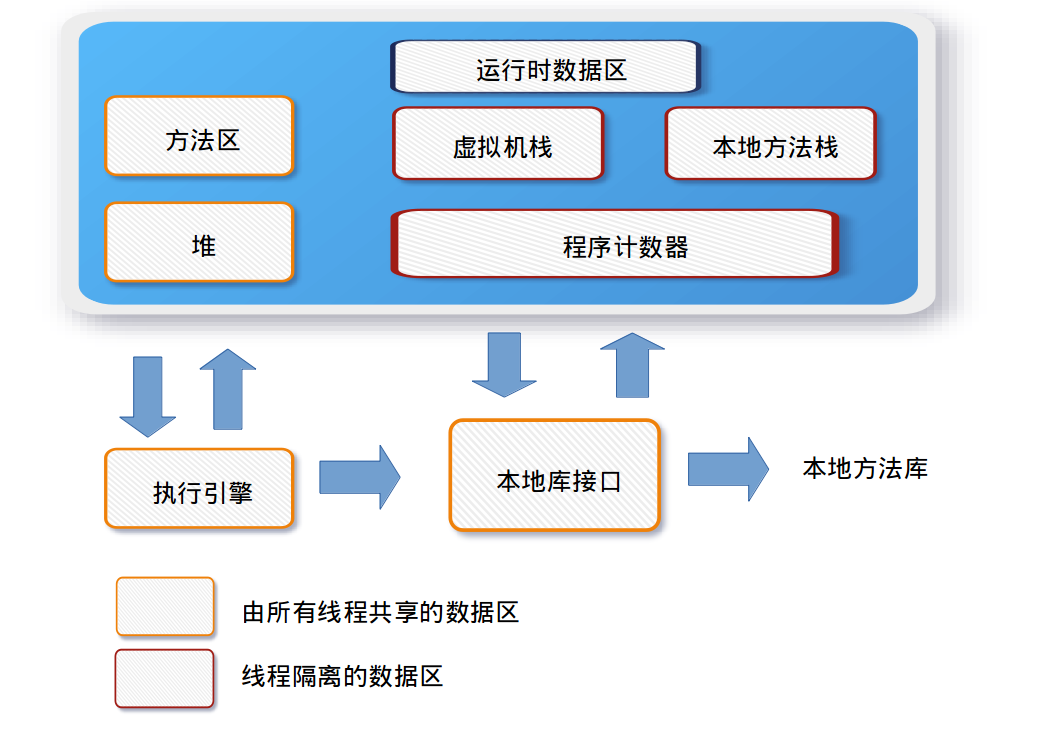 运行时数据区
方法区
虚拟机栈
本地方法栈
堆
程序计数器
执行引擎
本地库接口
本地方法库
由所有线程共享的数据区
线程隔离的数据区